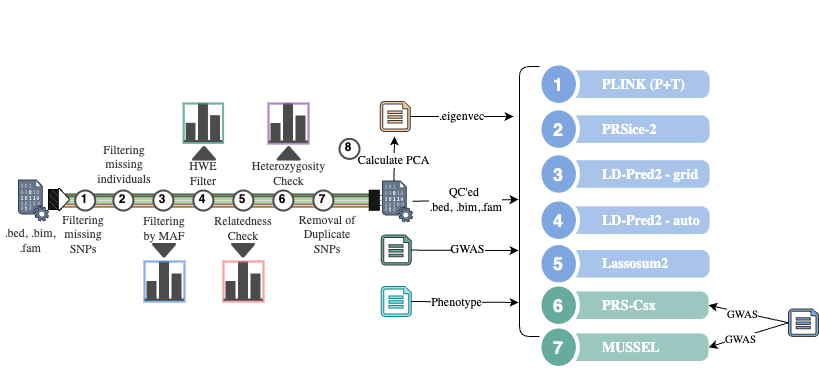 .bed, .bim,
.fam
1
Filtering
missing
SNPs
2
Filtering
missing
individuals
3
Filtering
by MAF
4
HWE
Filter
5
Relatedness
Check
6
Heterozygosity
Check
7
Removal of
Duplicate
SNPs
8
Calculate PCA
.eigenvec
QC'ed
.bed, .bim,.fam
GWAS
Phenotype
1 PLINK (P+T)
2 PRSice-2
3 LD-Pred2 - grid
4 LD-Pred2 - auto
5 Lassosum2
6 PRS-Csx
7 MUSSEL
GWAS
GWAS